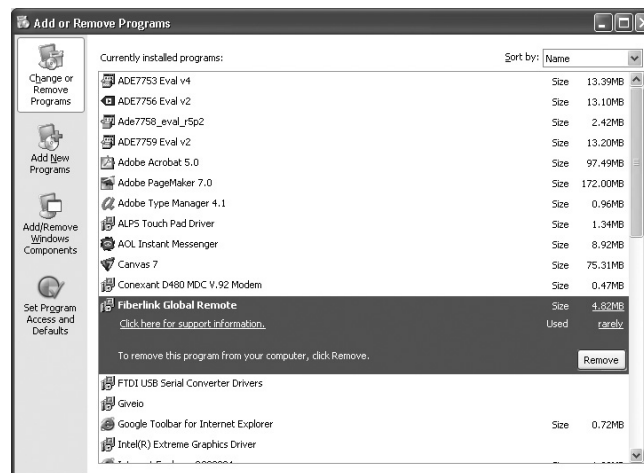 Add or Remove Programs
Change or
Remove
Programs
Add New
Programs
Add/Remove
Windows
Components
Set Program
Access and
Defaults
Currently installed programs: Sort by: Name
ADE7753 Eval v4 Size 13.39MB
ADE7756 Eval v2 Size 13.10MB
Ade7758_eval_r5p2 Size 2.42MB
ADE7759 Eval v2 Size 13.20MB
Adobe Acrobat 5.0 Size 97.49MB
Adobe PageMaker 7.0 Size 172.00MB
Adobe Type Manager 4.1 Size 0.96MB
ALPS Touch Pad Driver Size 1.34MB
AOL Instant Messenger Size 8.92MB
Canvas 7 Size 75.31MB
Conexant D480 MDC V.92 Modem Size 0.47MB
Fiberlink Global Remote Size 4.82MB
Click here for support information. Used rarely
To remove this program from your computer, click Remove. Remove
FTDI USB Serial Converter Drivers
Giveio
Google Toolbar for Internet Explorer Size 0.72MB
Intel(R) Extreme Graphics Driver